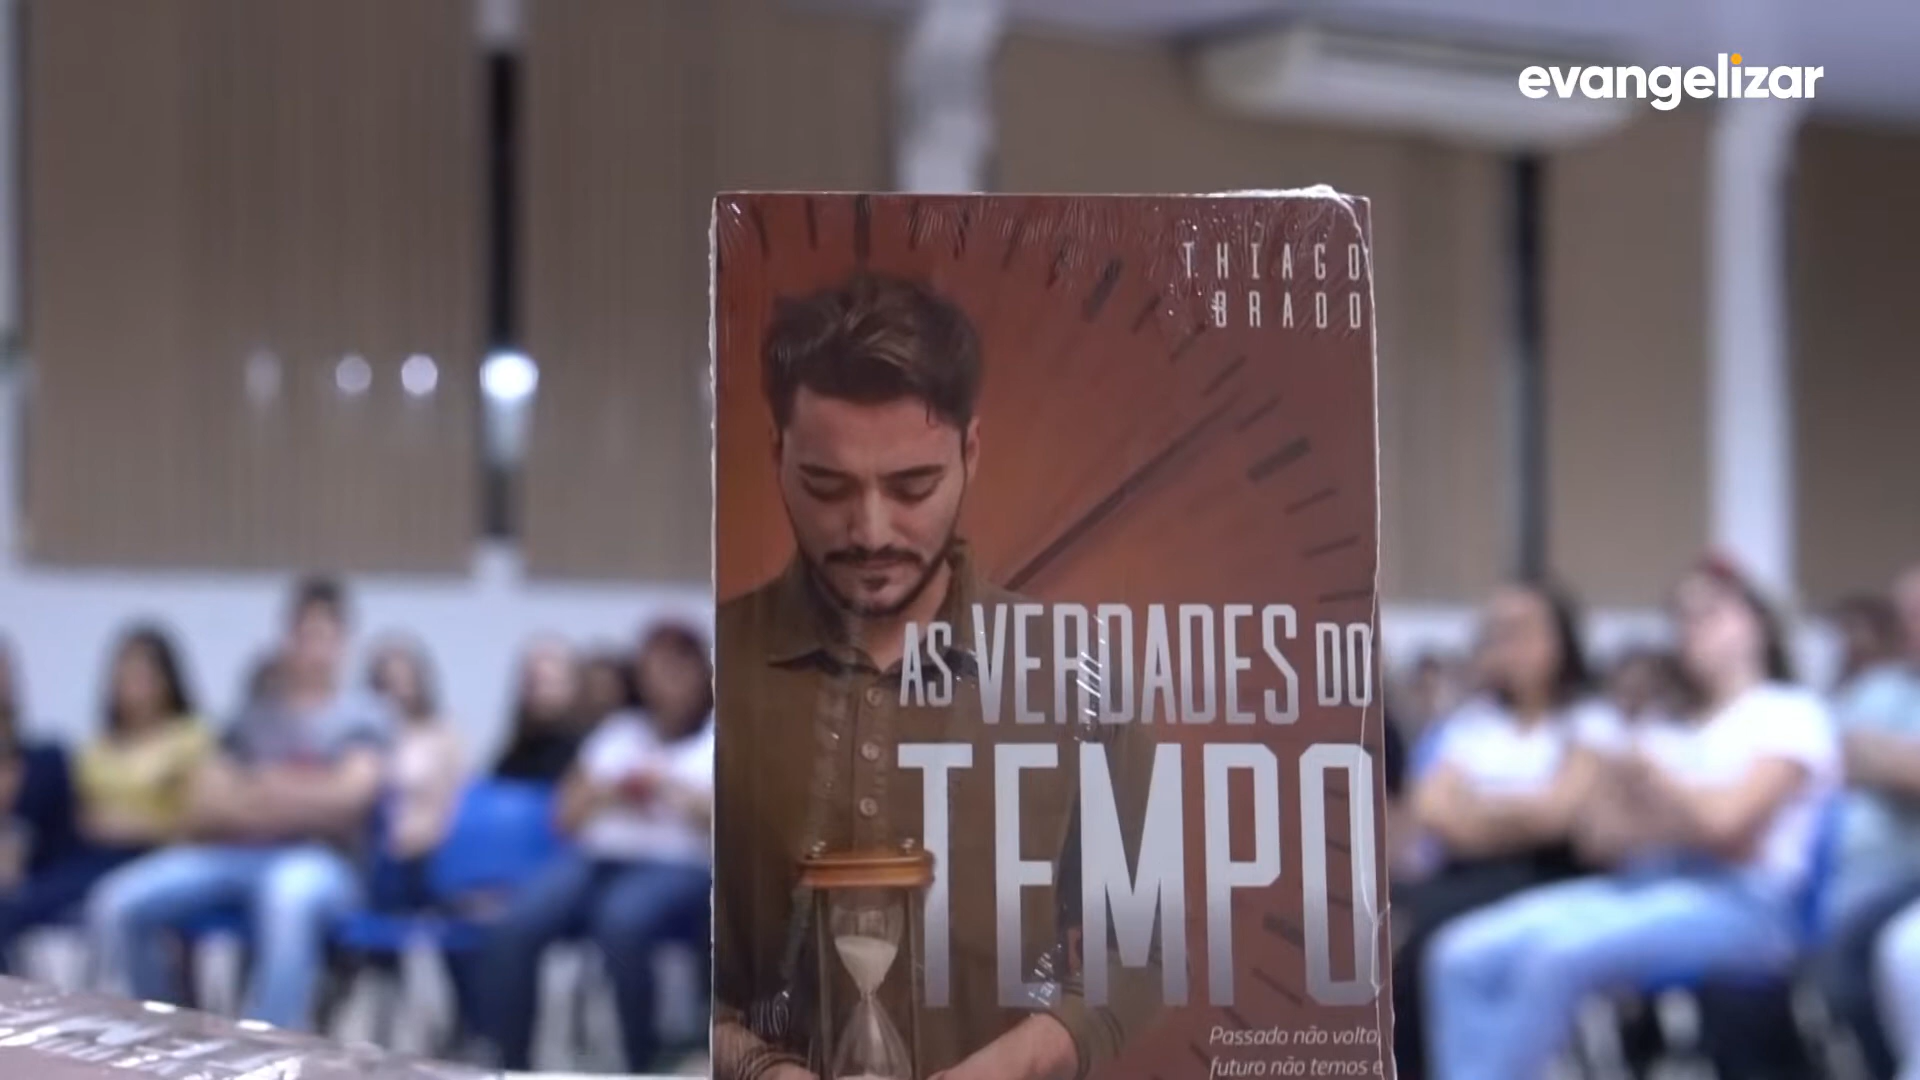 evangelizar
THIAGO
BRADO
AS VERDADES DO
TEMPO
Passado não volta,
futuro não temos e